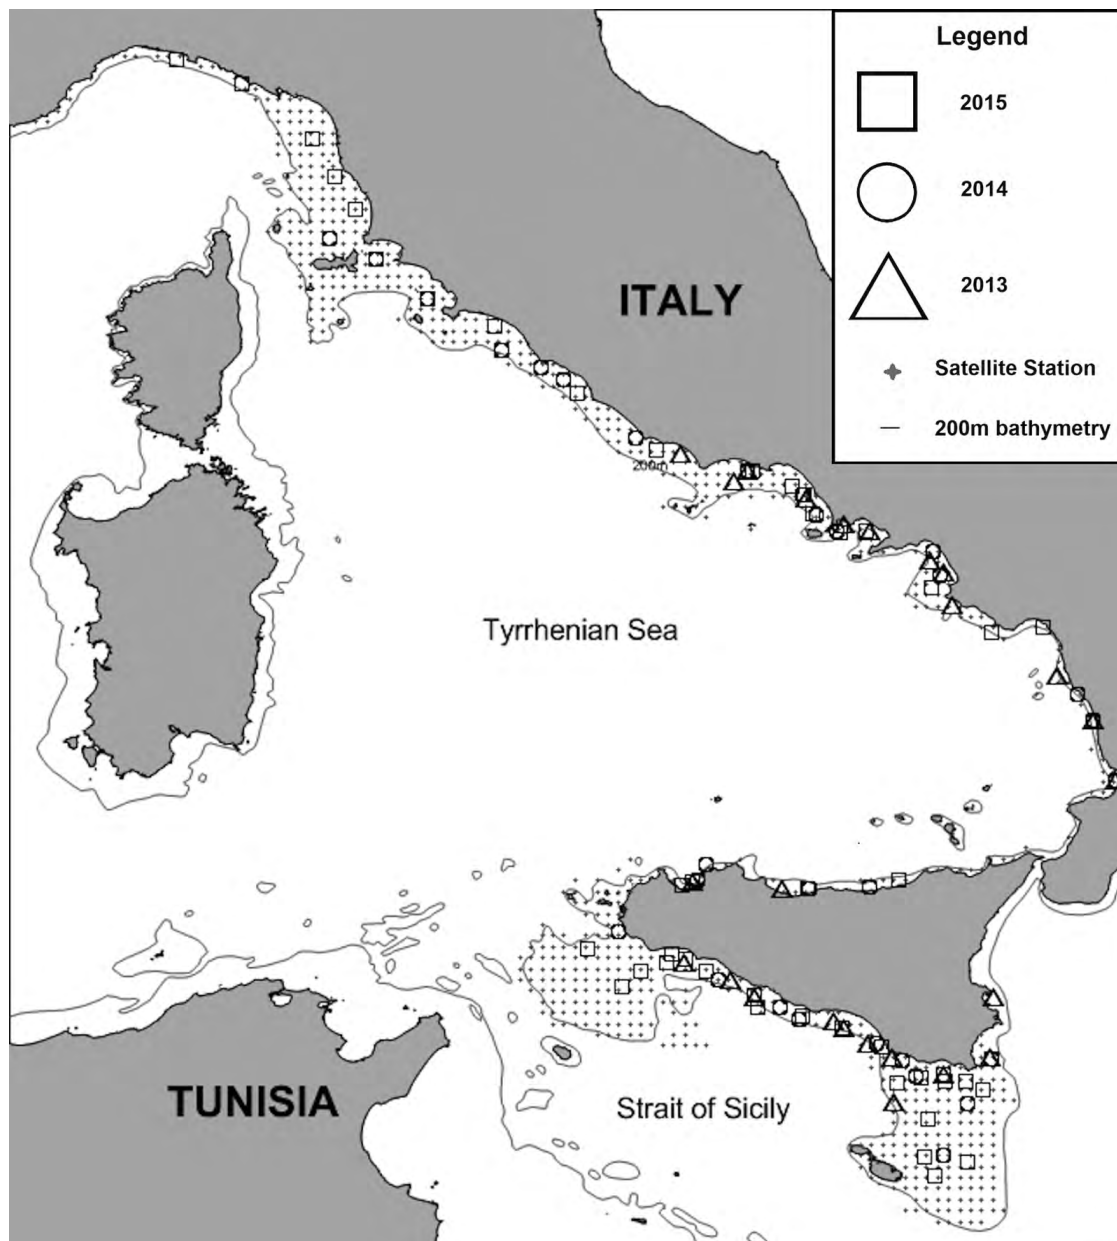 Legend
2015
2014
2013
Satellite Station
200m bathymetry
ITALY
200m
Tyrrhenian Sea
TUNISIA
Strait of Sicily